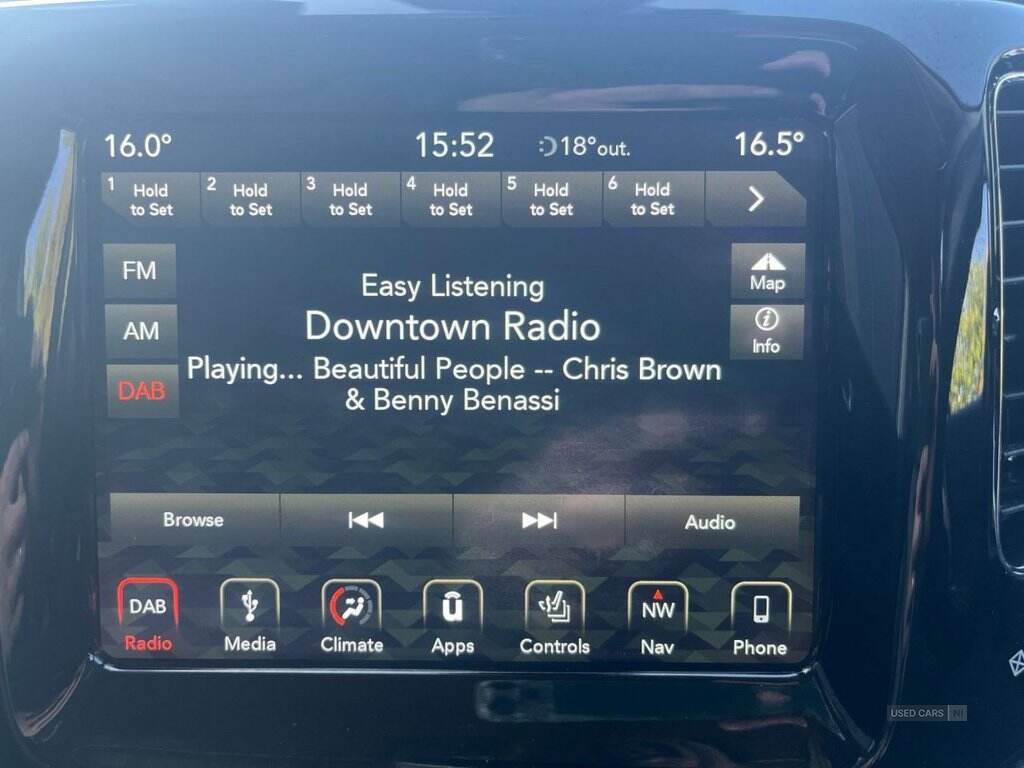 16.0° 15:52 18°out. 16.5°
1 Hold to Set
2 Hold to Set
3 Hold to Set
4 Hold to Set
5 Hold to Set
6 Hold to Set
FM
AM
DAB
Easy Listening
Downtown Radio
Playing... Beautiful People -- Chris Brown
& Benny Benassi
Map
Info
Browse Audio
DAB NW
Radio Media Climate Apps Controls Nav Phone
USED CARS NI